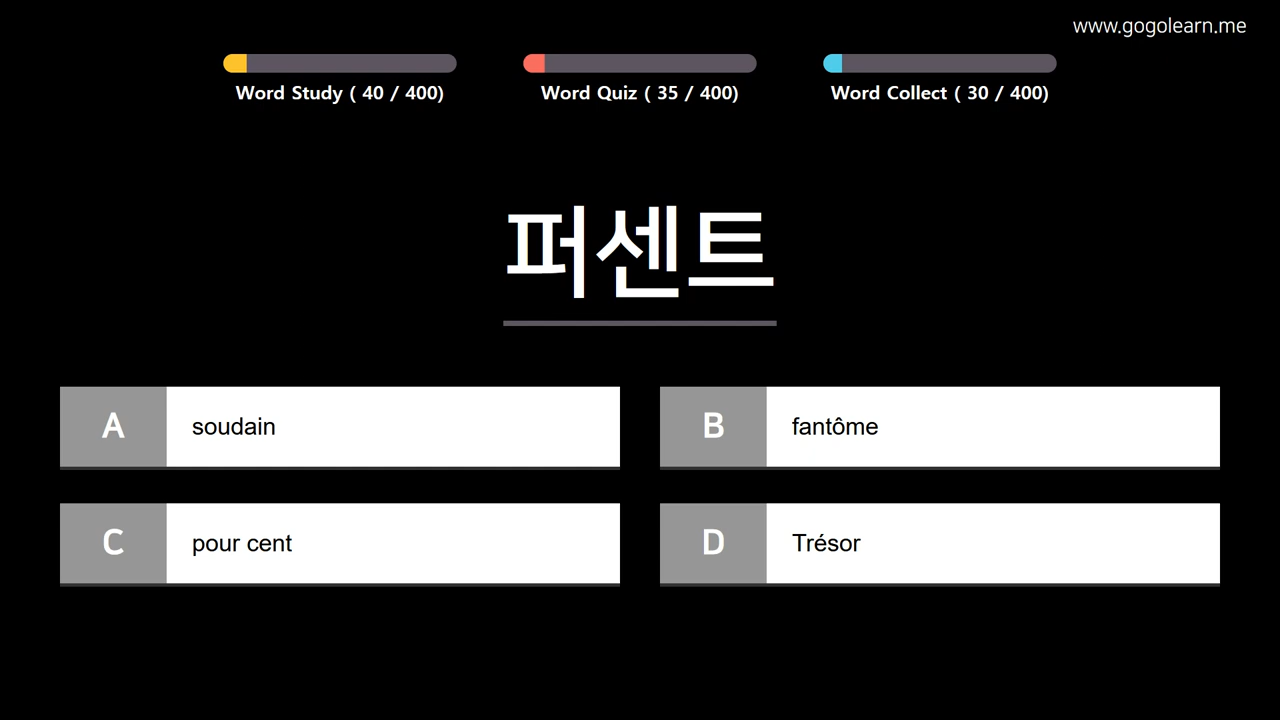 www.gogolearn.me
Word Study ( 40 / 400)
Word Quiz ( 35 / 400)
Word Collect ( 30 / 400)
퍼센트
A soudain
B fantôme
C pour cent
D Trésor